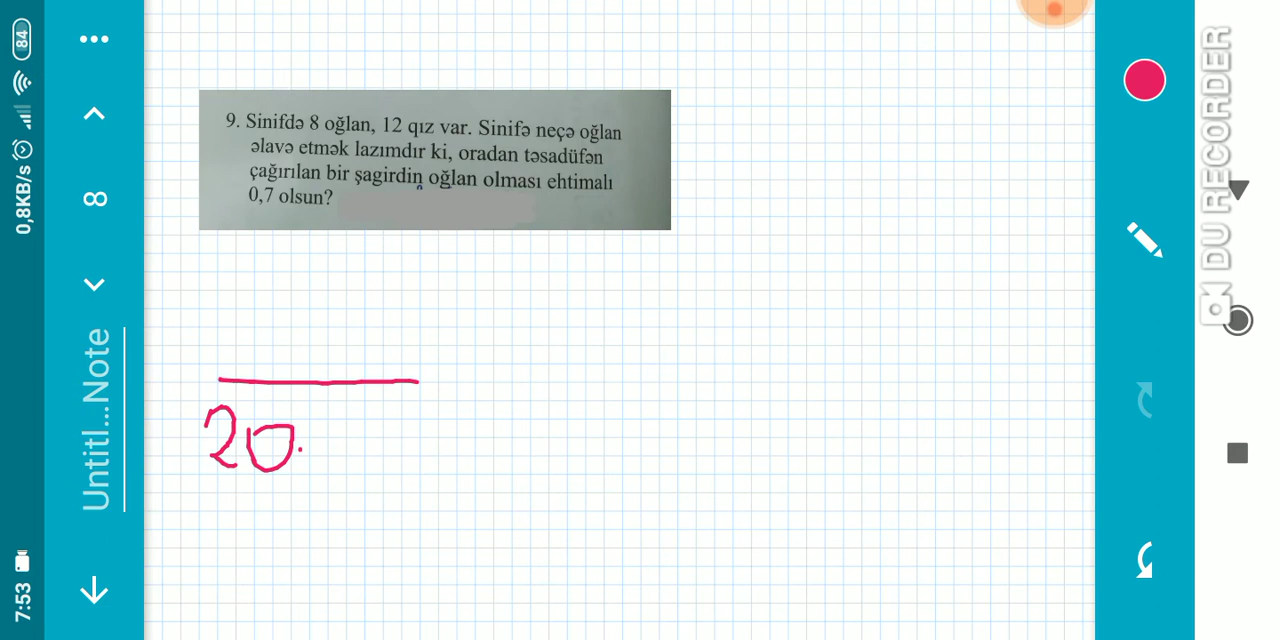 9. Sinifdə 8 oğlan, 12 qız var. Sinifə neçə oğlan
əlavə etmək lazımdır ki, oradan təsadüfən
çağırılan bir şagirdin oğlan olması ehtimalı
0,7 olsun?
20.
7:53
0,8KB/s
84
Untitl...Note
8
DU RECORDER